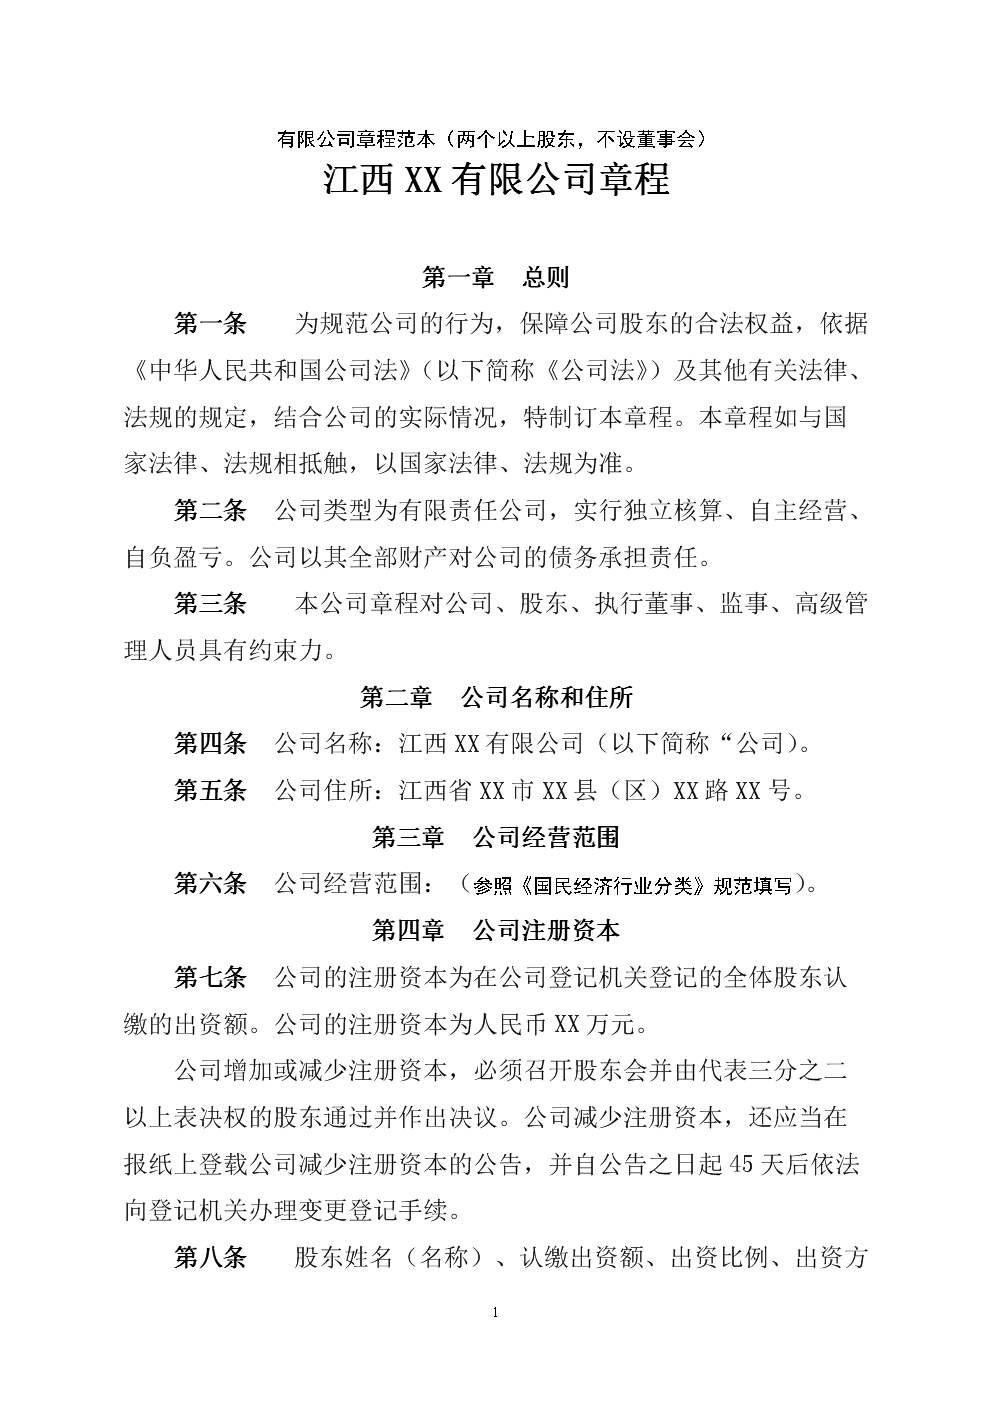 有限公司章程范本（两个以上股东，不设董事会）
江西 XX 有限公司章程
第一章 总则
第一条 为规范公司的行为，保障公司股东的合法权益，依据
《中华人民共和国公司法》（以下简称《公司法》）及其他有关法律、
法规的规定，结合公司的实际情况，特制订本章程。本章程如与国
家法律、法规相抵触，以国家法律、法规为准。
第二条 公司类型为有限责任公司，实行独立核算、自主经营、
自负盈亏。公司以其全部财产对公司的债务承担责任。
第三条 本公司章程对公司、股东、执行董事、监事、高级管
理人员具有约束力。
第二章 公司名称和住所
第四条 公司名称：江西 XX 有限公司（以下简称“公司）。
第五条 公司住所：江西省 XX 市 XX 县（区）XX 路 XX 号。
第三章 公司经营范围
第六条 公司经营范围：（参照《国民经济行业分类》规范填写）。
第四章 公司注册资本
第七条 公司的注册资本为在公司登记机关登记的全体股东认
缴的出资额。公司的注册资本为人民币 XX 万元。
公司增加或减少注册资本，必须召开股东会并由代表三分之二
以上表决权的股东通过并作出决议。公司减少注册资本，还应当在
报纸上登载公司减少注册资本的公告，并自公告之日起 45 天后依法
向登记机关办理变更登记手续。
第八条 股东姓名（名称）、认缴出资额、出资比例、出资方
1